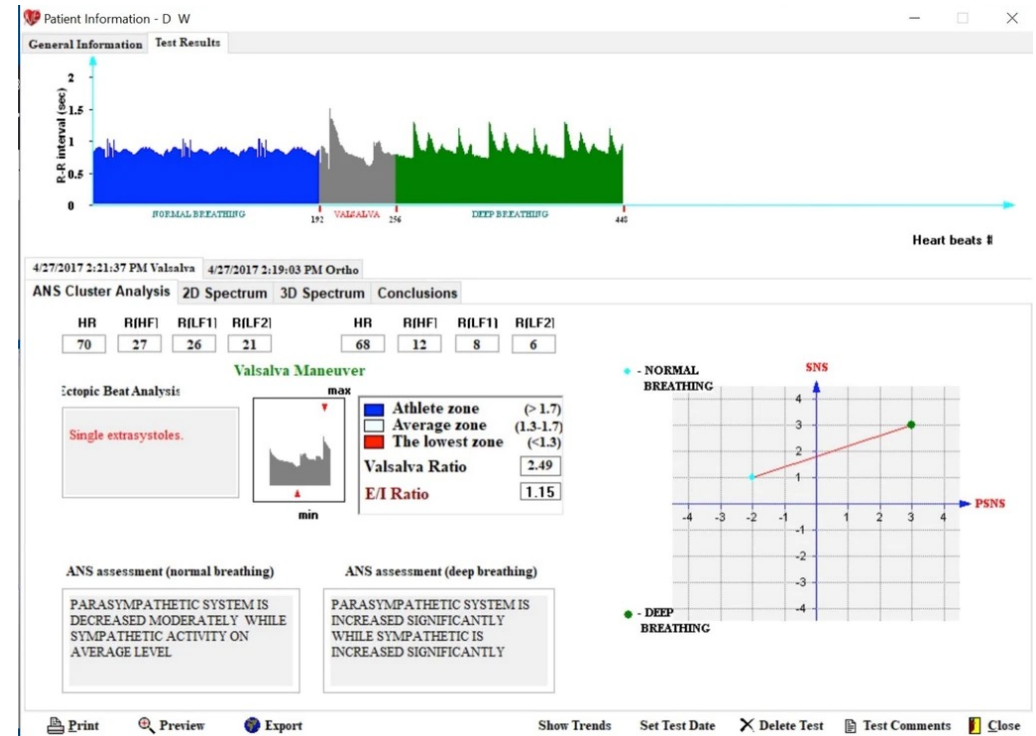 Patient Information - D W
General Information Test Results
R-R interval (sec)
2
1.5
1
0.5
0
NORMAL BREATHING 192 VALSALVA 256 DEEP BREATHING 448
Heart beats #
4/27/2017 2:21:37 PM Valsalva 4/27/2017 2:19:03 PM Ortho
ANS Cluster Analysis 2D Spectrum 3D Spectrum Conclusions
HR R(HF) R(LF1) R(LF2) HR R(HF) R(LF1) R(LF2)
70 27 26 21 68 12 8 6
Valsalva Maneuver
Ectopic Beat Analysis
Single extrasystoles.
max
min
Athlete zone (> 1.7)
Average zone (1.3-1.7)
The lowest zone (<1.3)
Valsalva Ratio 2.49
E/I Ratio 1.15
- NORMAL
BREATHING
SNS
4
3
2
1
-4 -3 -2 -1 1 2 3 4 PSNS
-1
-2
-3
-4
- DEEP
BREATHING
ANS assessment (normal breathing)
PARASYMPATHETIC SYSTEM IS
DECREASED MODERATELY WHILE
SYMPATHETIC ACTIVITY ON
AVERAGE LEVEL
ANS assessment (deep breathing)
PARASYMPATHETIC SYSTEM IS
INCREASED SIGNIFICANTLY
WHILE SYMPATHETIC IS
INCREASED SIGNIFICANTLY
Print Preview Export Show Trends Set Test Date Delete Test Test Comments Close